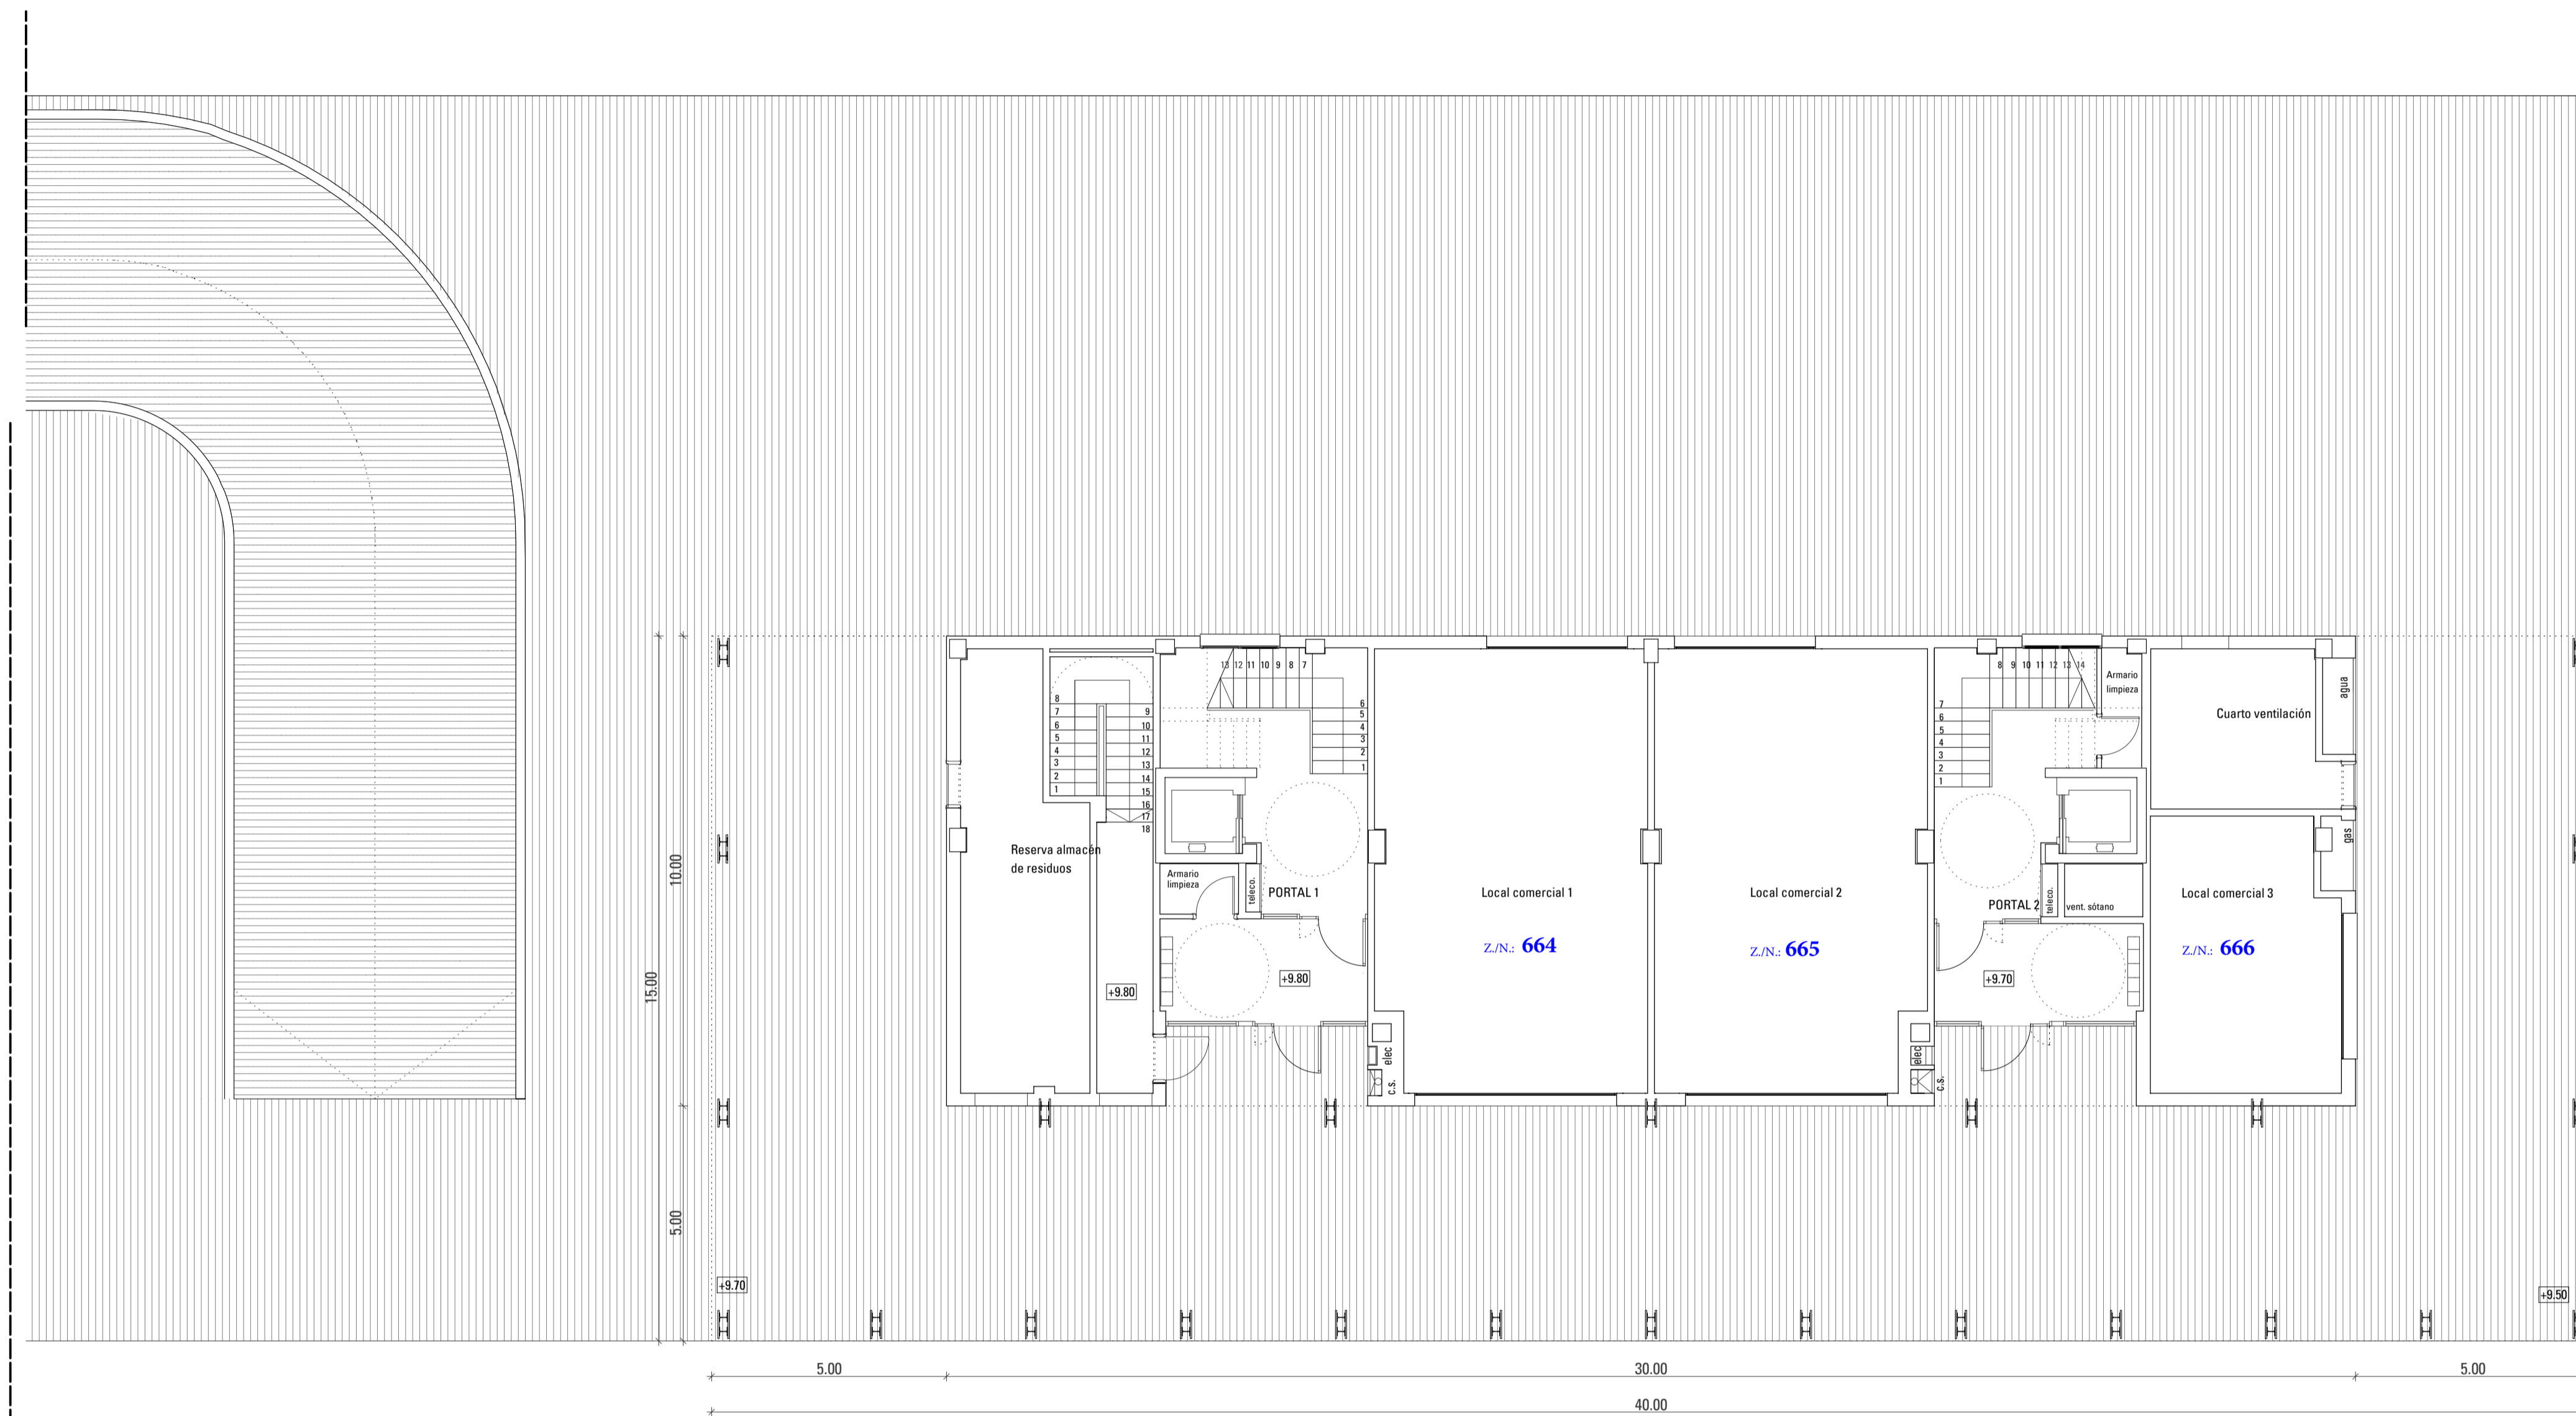 13 12 11 10 9 8 7
8 9 10 11 12 13 14
8
7
6
5
4
3
2
1
9
10
11
12
13
14
15
16
17
18
6
5
4
3
2
1
7
6
5
4
3
2
1
Armario
limpieza
agua
Cuarto ventilación
gas
Reserva almacén
de residuos
Armario
limpieza
teleco.
PORTAL 1
Local comercial 1
Local comercial 2
PORTAL 2
teleco.
vent. sótano
Local comercial 3
Z./N.: 664
Z./N.: 665
Z./N.: 666
+9.80
+9.80
+9.70
elec
c.s.
elec
c.s.
10.00
15.00
5.00
+9.70
+9.50
5.00
30.00
5.00
40.00